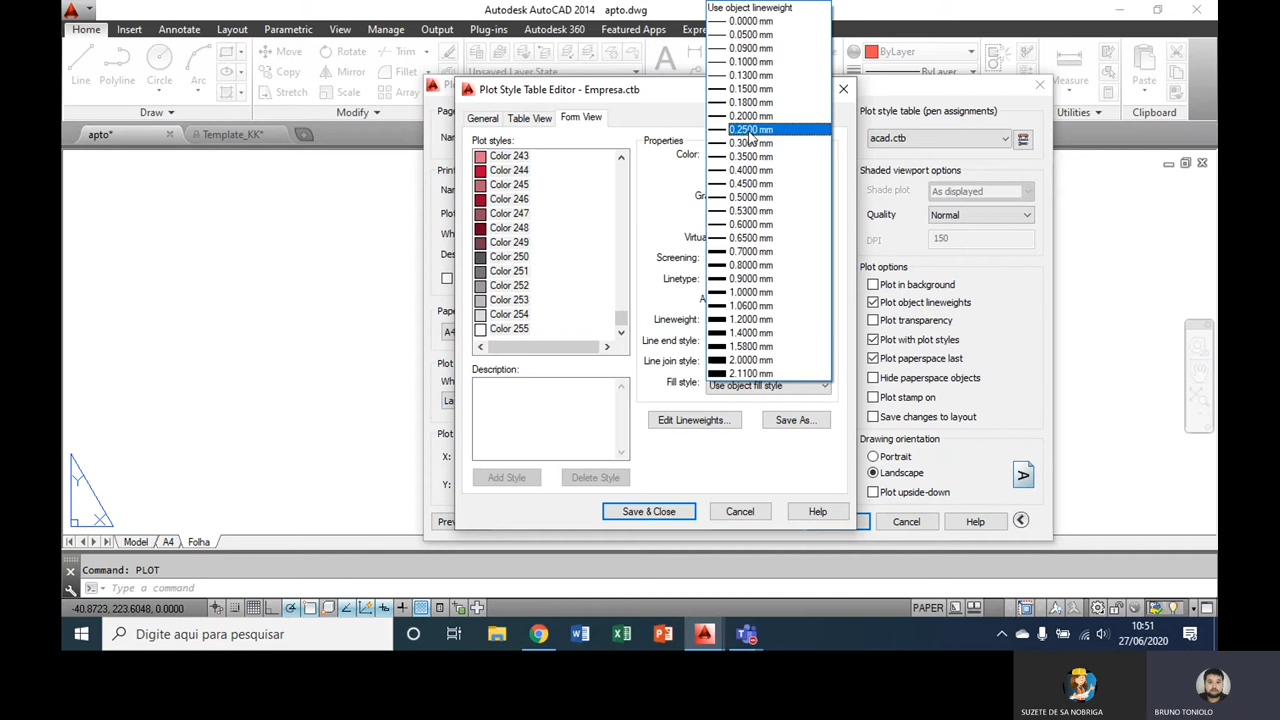 Autodesk AutoCAD 2014 apto.dwg
Home Insert Annotate Layout Parametric View Manage Output Plug-ins Autodesk 360 Featured Apps
Line Polyline Circle Arc
Move Rotate Trim
Copy Mirror Fillet
Stretch Scale Array
Draw Modify
Unsaved Layer State
ByLayer
ByLayer
Measure Paste
Utilities Clipboard
apto* Template_KK*
Plot Style Table Editor - Empresa.ctb
General Table View Form View
Plot styles:
Color 243
Color 244
Color 245
Color 246
Color 247
Color 248
Color 249
Color 250
Color 251
Color 252
Color 253
Color 254
Color 255
Description:
Add Style Delete Style
Properties
Color:
Screening:
Linetype:
Lineweight:
Line end style:
Line join style:
Fill style: Use object fill style
Use object lineweight
0.0000 mm
0.0500 mm
0.0900 mm
0.1000 mm
0.1300 mm
0.1500 mm
0.1800 mm
0.2000 mm
0.2500 mm
0.3000 mm
0.3500 mm
0.4000 mm
0.4500 mm
0.5000 mm
0.5300 mm
0.6000 mm
0.6500 mm
0.7000 mm
0.8000 mm
0.9000 mm
1.0000 mm
1.0600 mm
1.2000 mm
1.4000 mm
1.5800 mm
2.0000 mm
2.1100 mm
Edit Lineweights... Save As...
Save & Close Cancel Help
Plot style table (pen assignments)
acad.ctb
Shaded viewport options
Shade plot As displayed
Quality Normal
DPI 150
Plot options
Plot in background
Plot object lineweights
Plot transparency
Plot with plot styles
Plot paperspace last
Hide paperspace objects
Plot stamp on
Save changes to layout
Drawing orientation
Portrait
Landscape
Plot upside-down
A
Cancel Help
A4
X:
Y:
Y
X
Model A4 Folha
Command: PLOT
Type a command
-40.8723, 223.6048, 0.0000
PAPER
Digite aqui para pesquisar
10:51
27/06/2020
SUZETE DE SA NOBRIGA
BRUNO TONIOLO